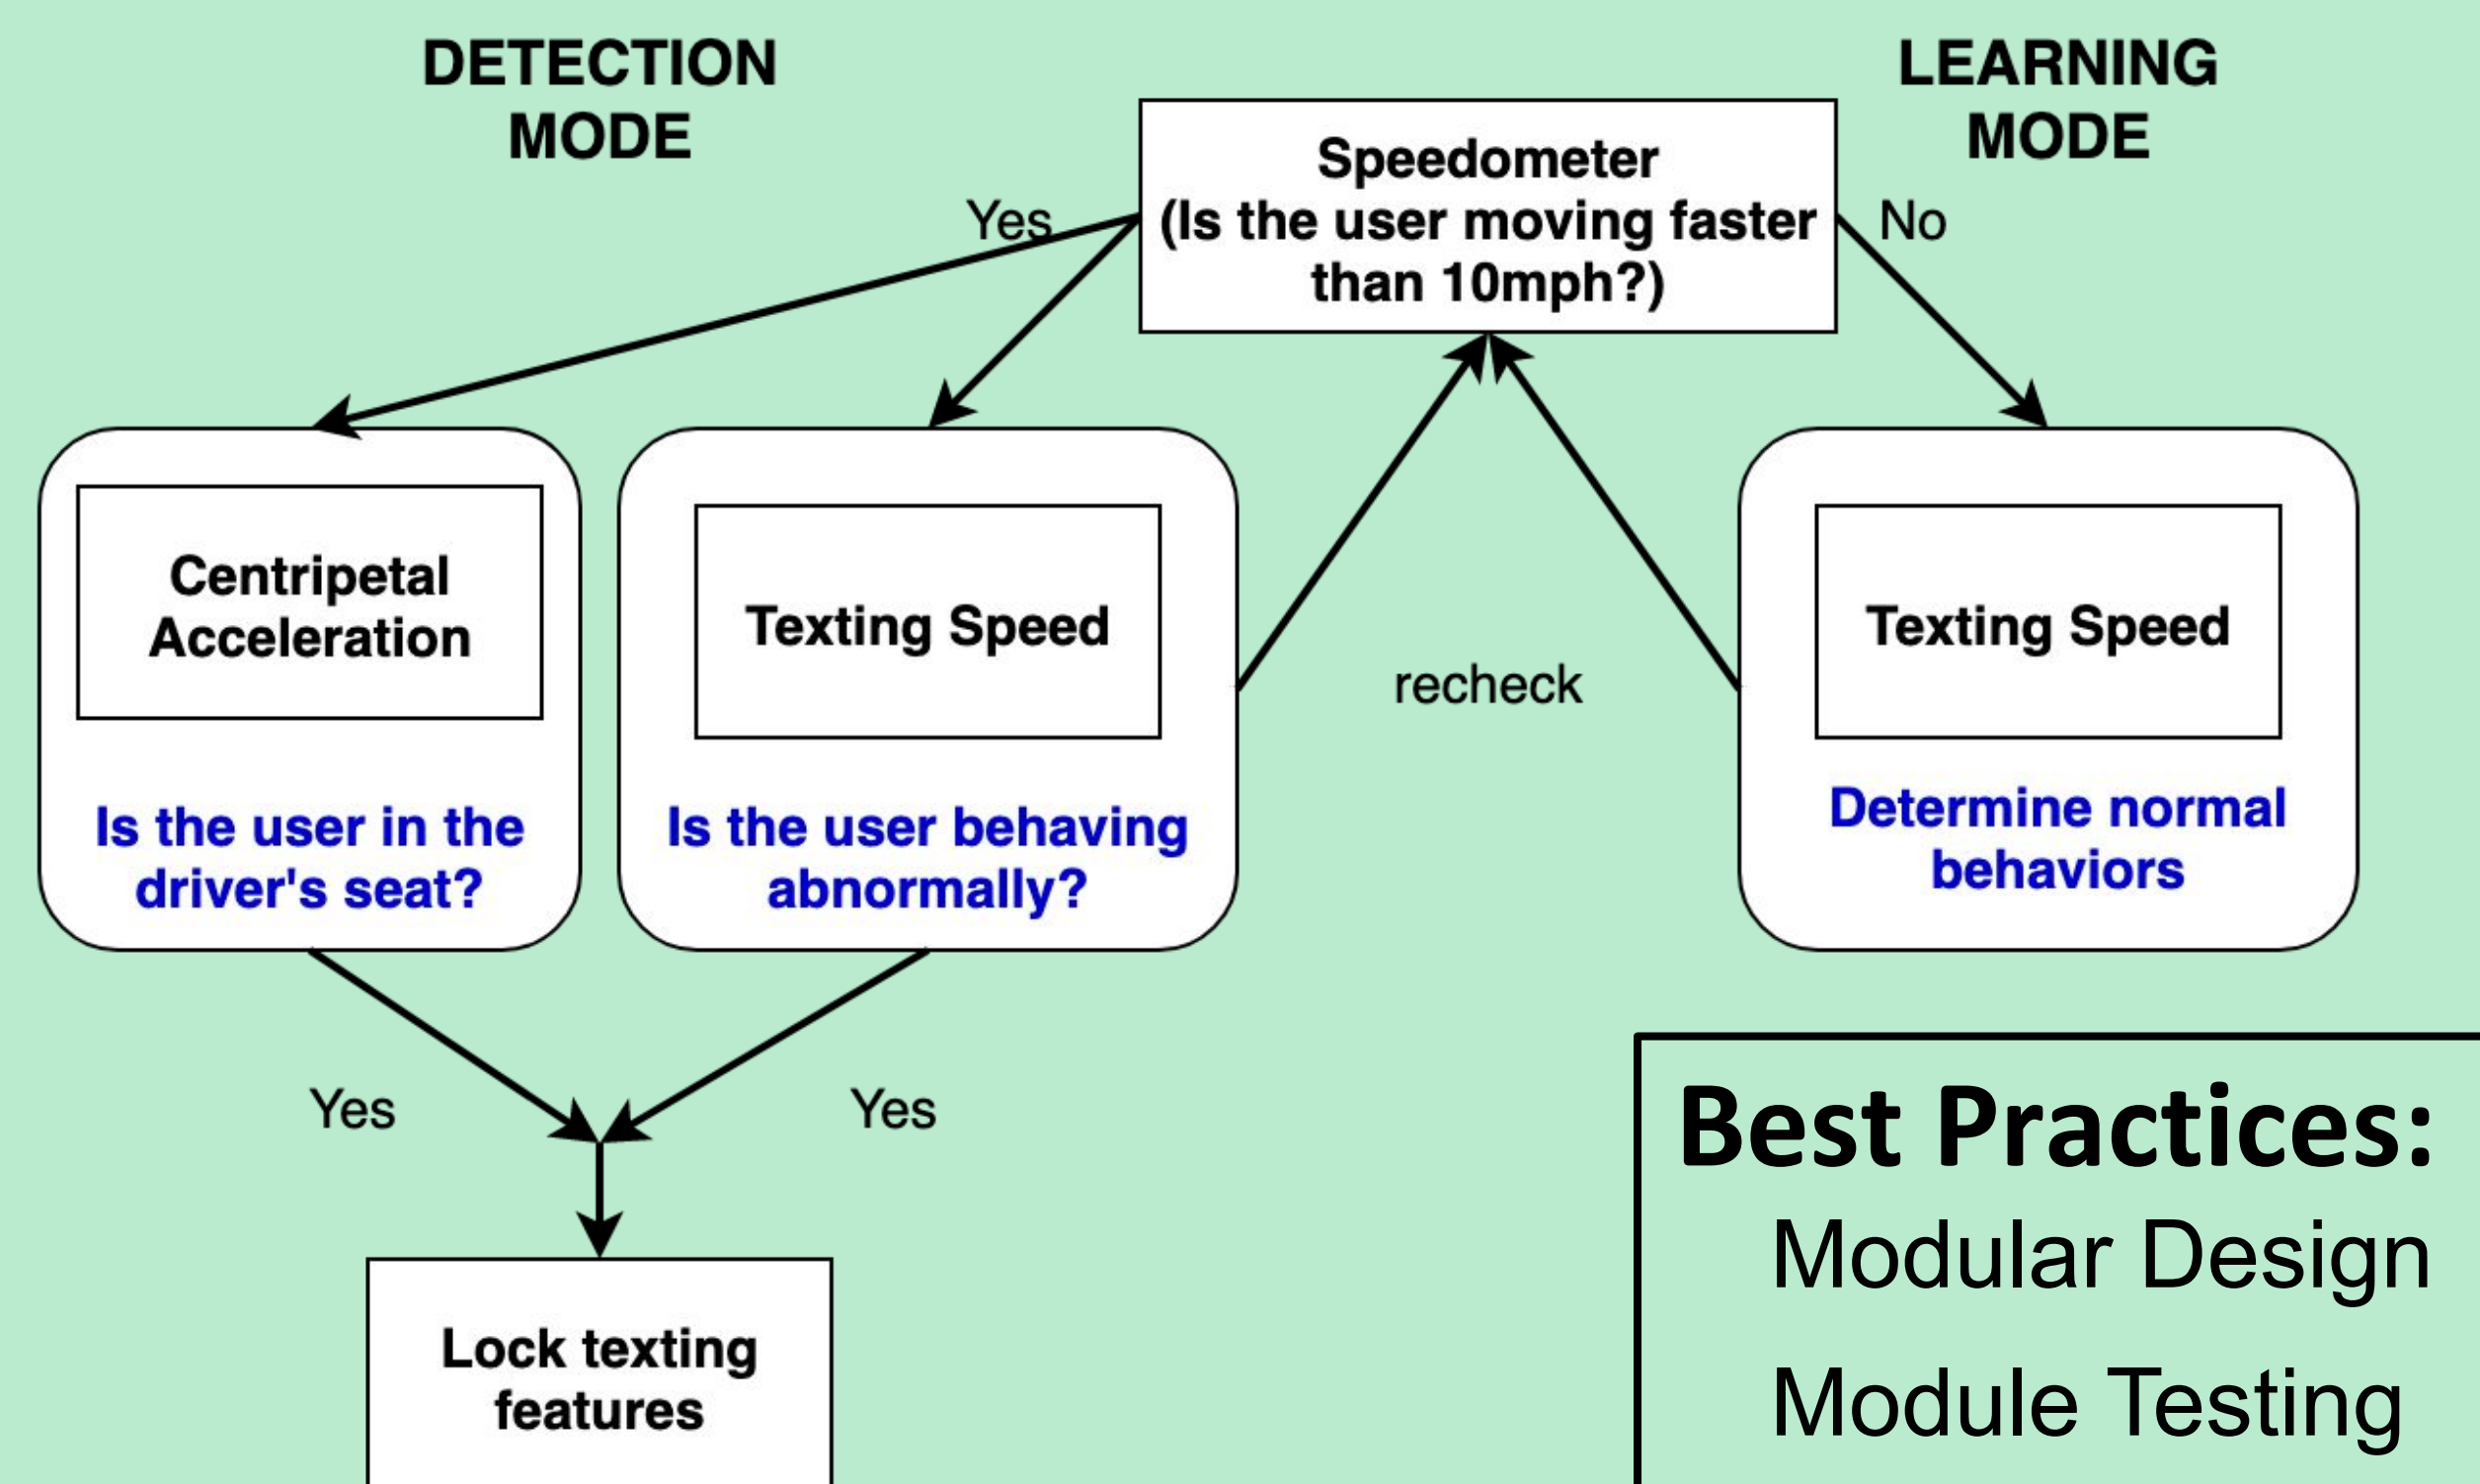 DETECTION
MODE
LEARNING
MODE
Speedometer
(Is the user moving faster
than 10mph?)
Yes
No
Centripetal
Acceleration
Is the user in the
driver's seat?
Texting Speed
Is the user behaving
abnormally?
recheck
Texting Speed
Determine normal
behaviors
Yes
Yes
Lock texting
features
Best Practices:
Modular Design
Module Testing